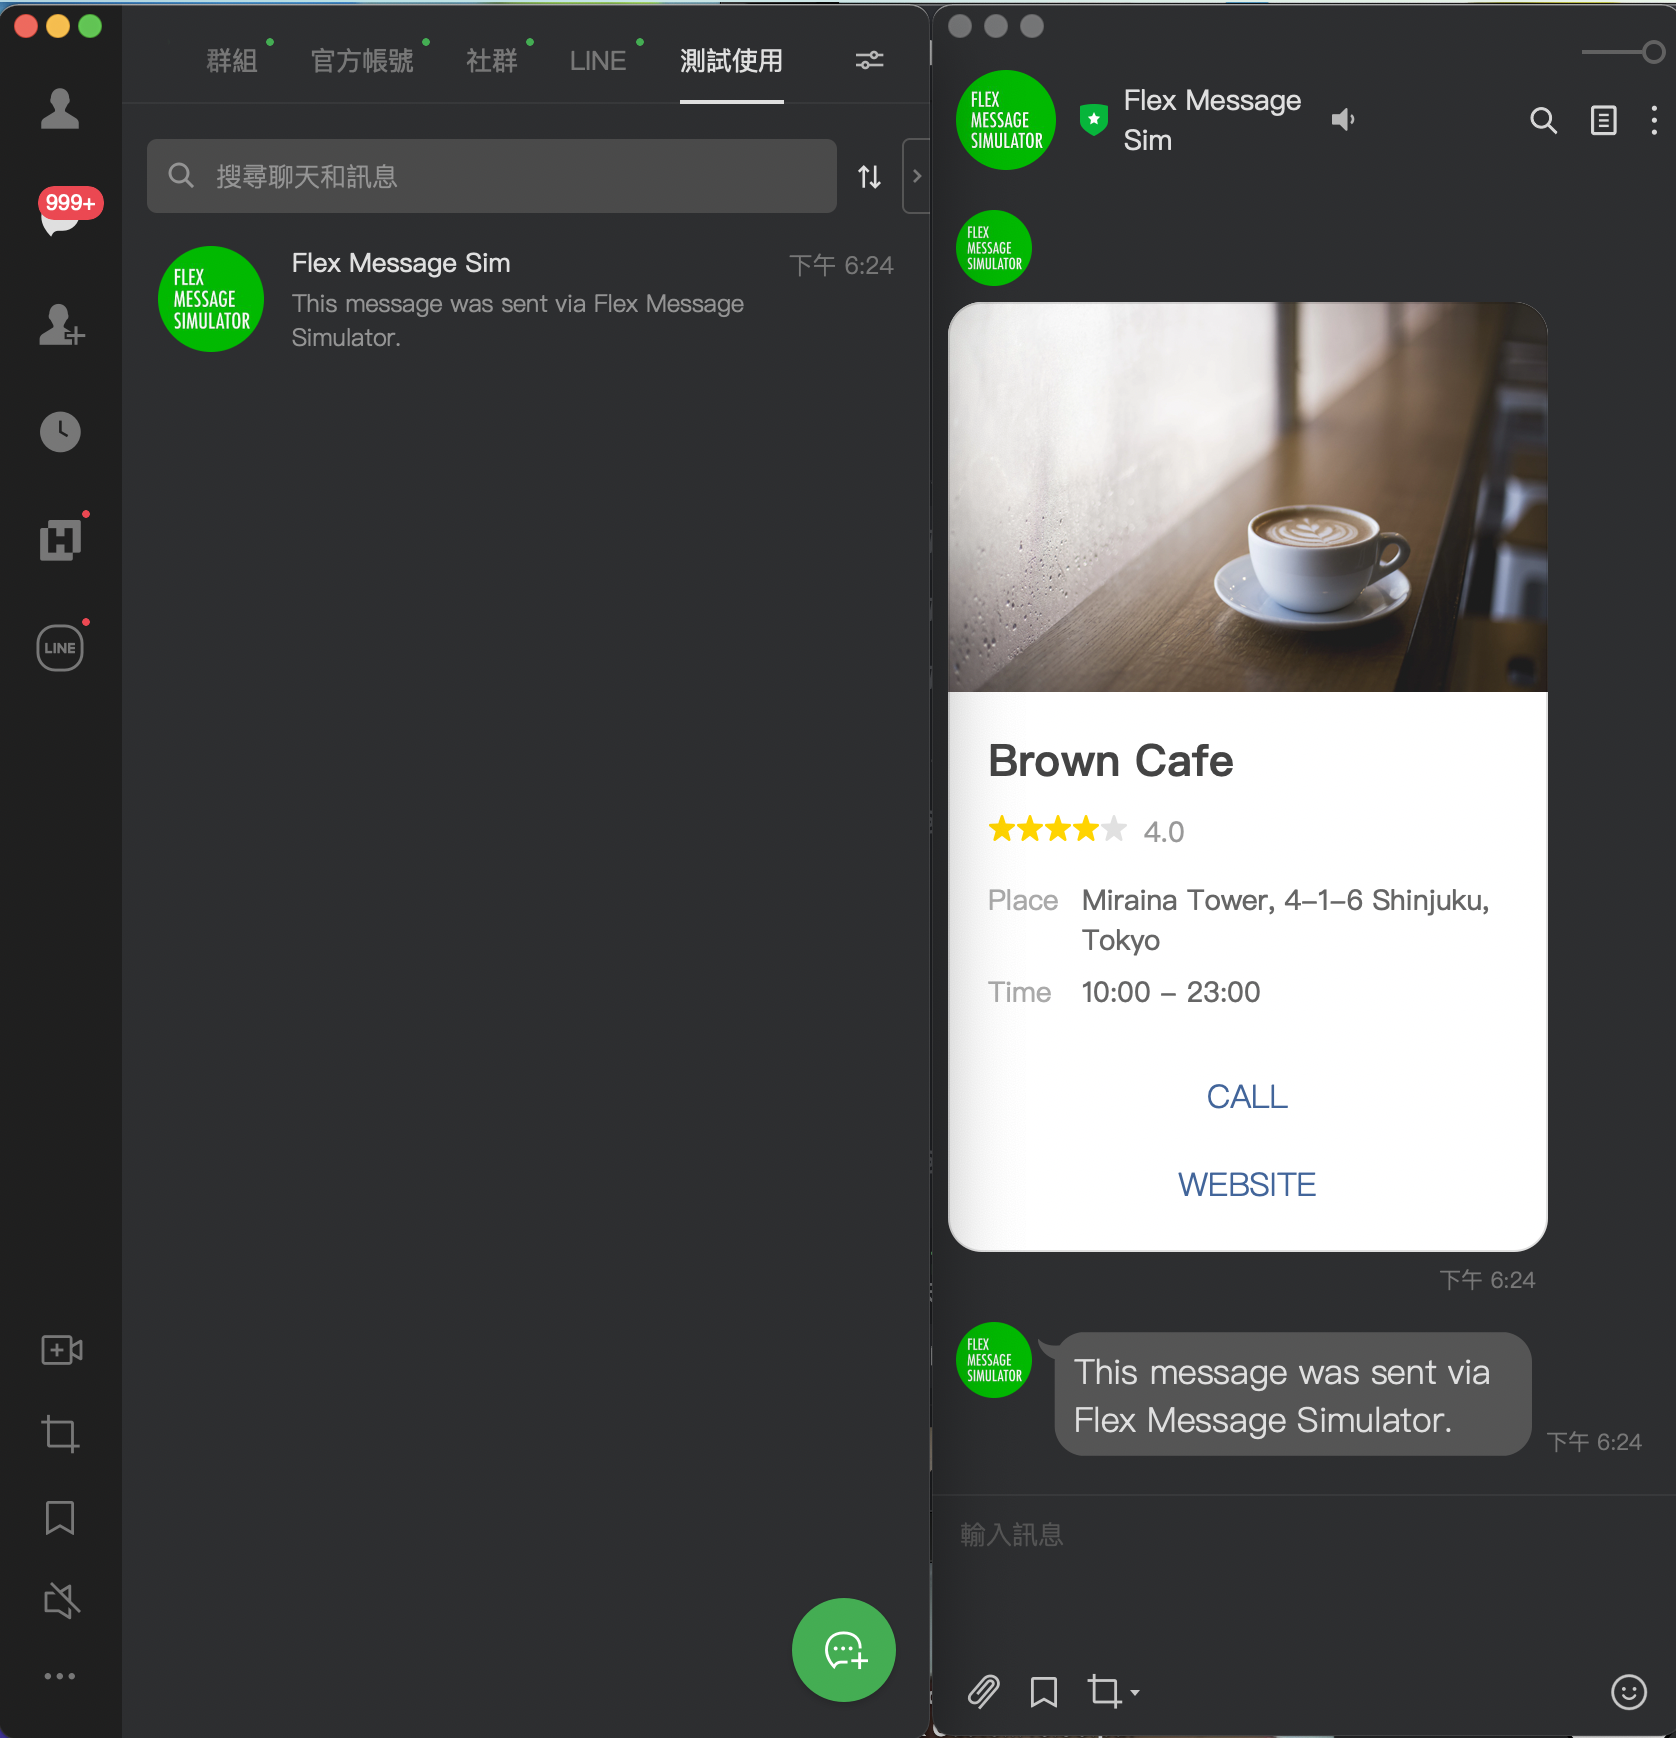 群組
官方帳號
社群
LINE
測試使用
999+
搜尋聊天和訊息
FLEX
MESSAGE
SIMULATOR
Flex Message Sim
下午 6:24
This message was sent via Flex Message
Simulator.
LINE
FLEX
MESSAGE
SIMULATOR
Flex Message
Sim
FLEX
MESSAGE
SIMULATOR
Brown Cafe
4.0
Place Miraina Tower, 4-1-6 Shinjuku,
Tokyo
Time 10:00 - 23:00
CALL
WEBSITE
下午 6:24
FLEX
MESSAGE
SIMULATOR
This message was sent via
Flex Message Simulator.
下午 6:24
輸入訊息